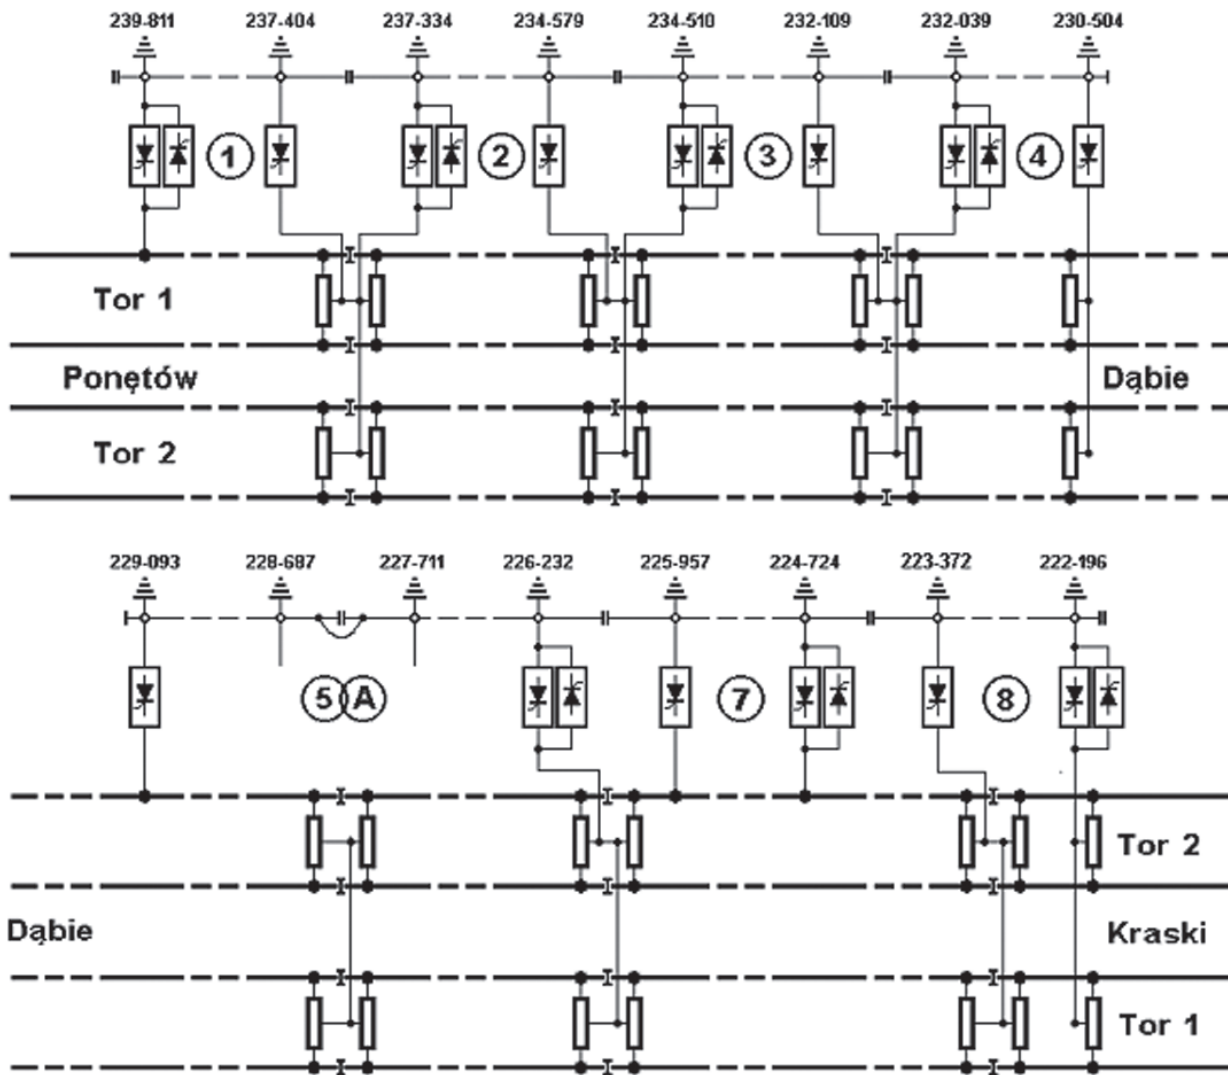 239-811 237-404 237-334 234-579 234-510 232-109 232-039 230-504
1 2 3 4
Tor 1
Ponętów Dąbie
Tor 2
229-093 228-687 227-711 226-232 225-957 224-724 223-372 222-196
5 A 7 8
Tor 2
Dąbie Kraski
Tor 1